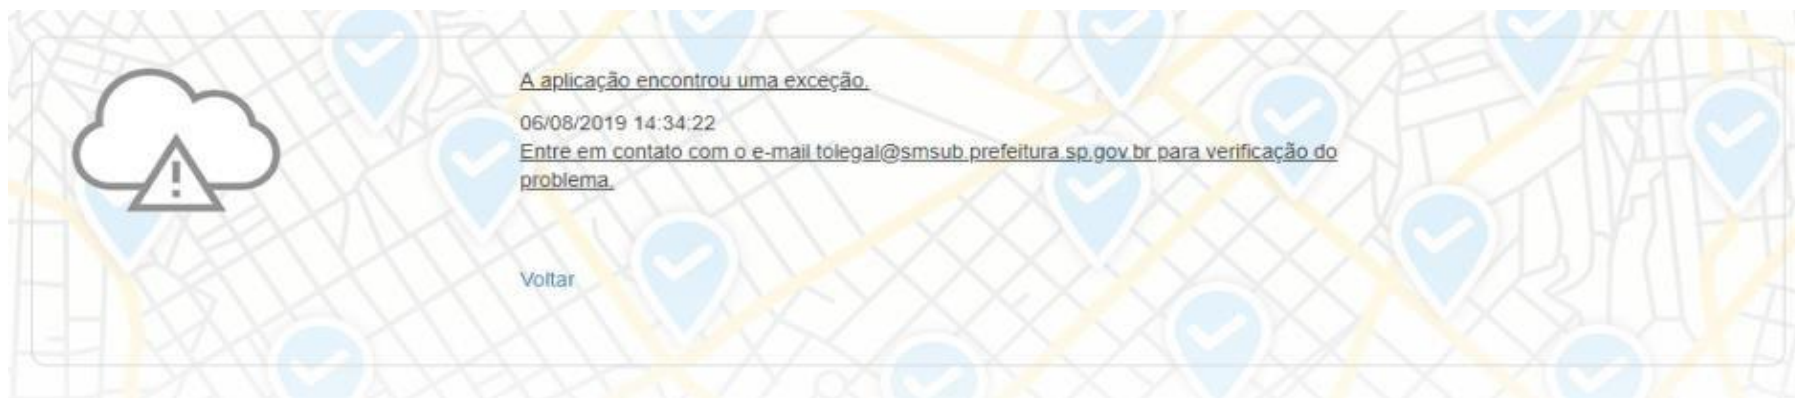 A aplicação encontrou uma exceção.
06/08/2019 14:34:22
Entre em contato com o e-mail tolegal@smsub.prefeitura.sp.gov.br para verificação do
problema.
Voltar